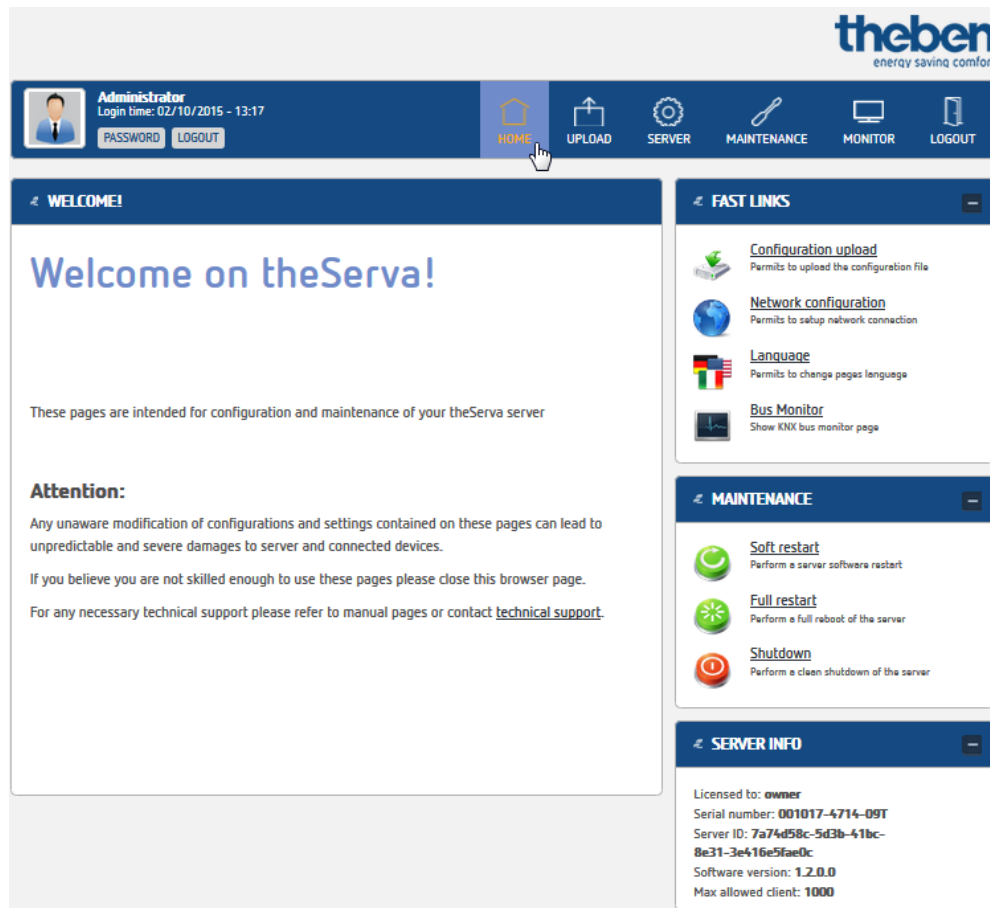 theben
energy saving comfor
Administrator
Login time: 02/10/2015 - 13:17
PASSWORD LOGOUT
HOME UPLOAD SERVER MAINTENANCE MONITOR LOGOUT
WELCOME!
Welcome on theServa!
These pages are intended for configuration and maintenance of your theServa server
Attention:
Any unaware modification of configurations and settings contained on these pages can lead to
unpredictable and severe damages to server and connected devices.
If you believe you are not skilled enough to use these pages please close this browser page.
For any necessary technical support please refer to manual pages or contact technical support.
FAST LINKS
Configuration upload
Permits to upload the configuration file
Network configuration
Permits to setup network connection
Language
Permits to change pages language
Bus Monitor
Show KNX bus monitor page
MAINTENANCE
Soft restart
Perform a server software restart
Full restart
Perform a full reboot of the server
Shutdown
Perform a clean shutdown of the server
SERVER INFO
Licensed to: owner
Serial number: 001017-4714-09T
Server ID: 7a74d58c-5d3b-41bc-
8e31-3e416e5fae0c
Software version: 1.2.0.0
Max allowed client: 1000